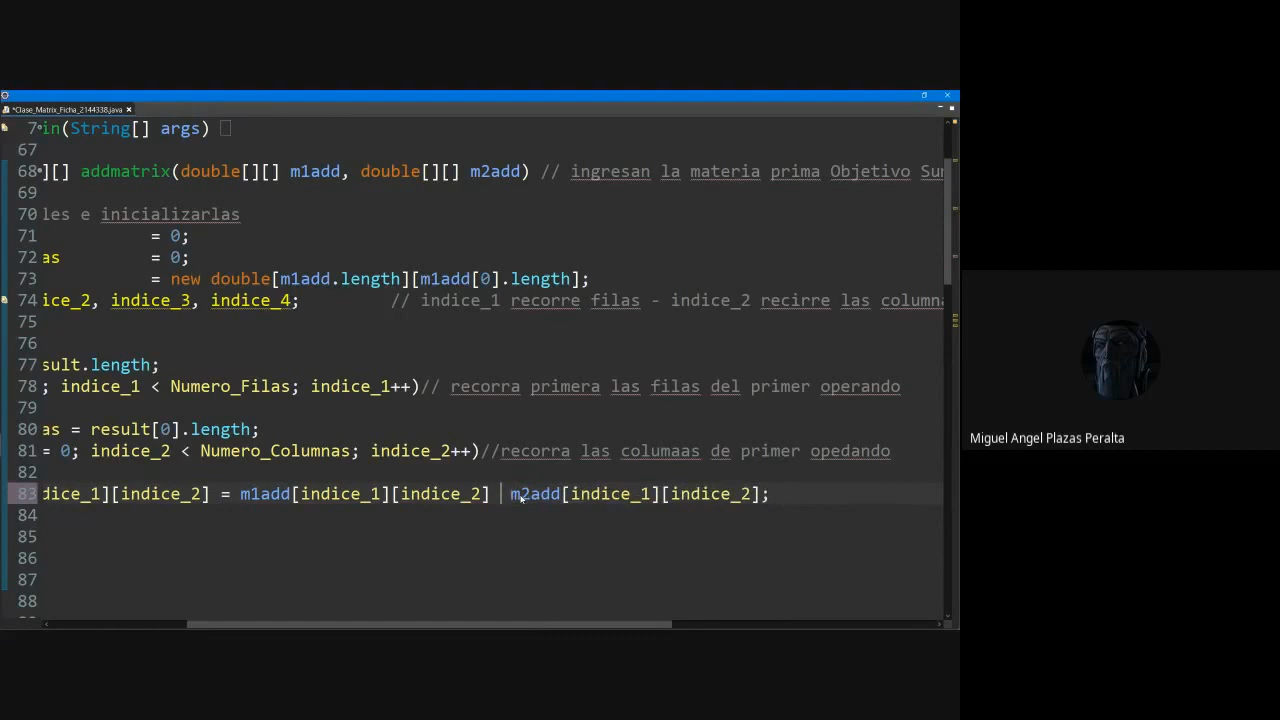 *Clase_Matrix_Ficha_2144338.java
7 in(String[] args)
67
68 ][] addmatrix(double[][] m1add, double[][] m2add) // ingresan la materia prima Objetivo Sum
69
70 les e inicializarlas
71 = 0;
72 as = 0;
73 = new double[m1add.length][m1add[0].length];
74 ice_2, indice_3, indice_4; // indice_1 recorre filas - indice_2 recirre las columna
75
76
77 sult.length;
78 ; indice_1 < Numero_Filas; indice_1++)// recorra primera las filas del primer operando
79
80 as = result[0].length;
81 = 0; indice_2 < Numero_Columnas; indice_2++)//recorra las columaas de primer opedando
82
83 dice_1][indice_2] = m1add[indice_1][indice_2] m2add[indice_1][indice_2];
84
85
86
87
88
Miguel Angel Plazas Peralta